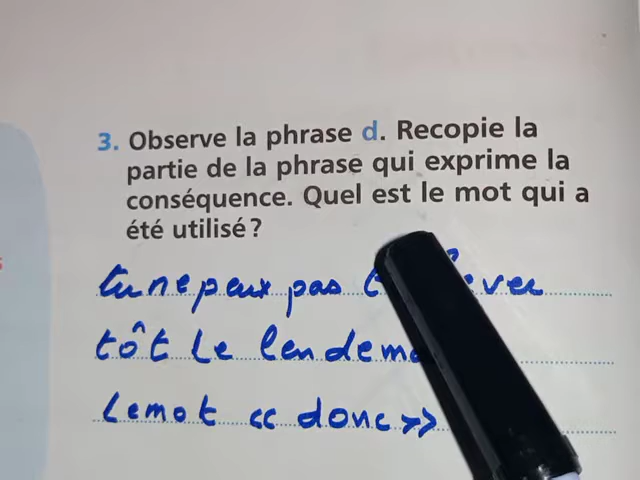 3. Observe la phrase d. Recopie la
partie de la phrase qui exprime la
conséquence. Quel est le mot qui a
été utilisé ?
tu ne peux pas
tôt le
Le mot « donc »